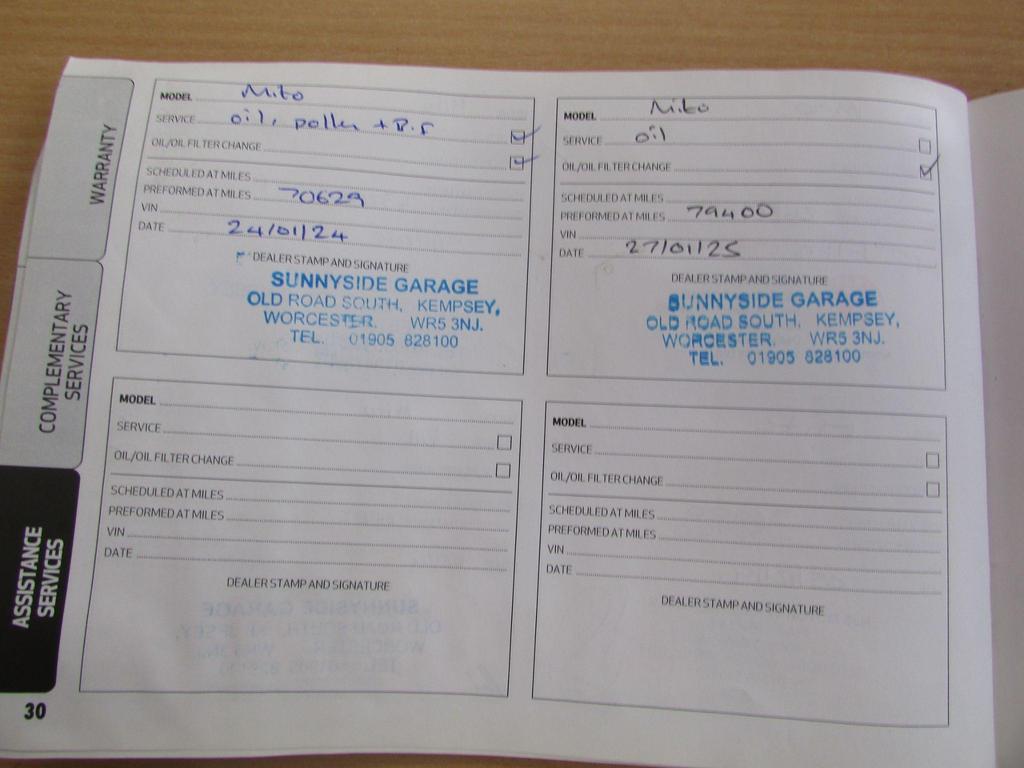 WARRANTY
COMPLEMENTARY
SERVICES
ASSISTANCE
SERVICES
MODEL Mito
SERVICE oil, pollen + B.F
OIL/OIL FILTER CHANGE
SCHEDULED AT MILES
PREFORMED AT MILES 70629
VIN
DATE 24/01/24
DEALER STAMP AND SIGNATURE
SUNNYSIDE GARAGE
OLD ROAD SOUTH, KEMPSEY,
WORCESTER. WR5 3NJ.
TEL. 01905 828100
MODEL Mito
SERVICE oil
OIL/OIL FILTER CHANGE
SCHEDULED AT MILES
PREFORMED AT MILES 79400
VIN
DATE 27/01/25
DEALER STAMP AND SIGNATURE
SUNNYSIDE GARAGE
OLD ROAD SOUTH, KEMPSEY,
WORCESTER. WR5 3NJ.
TEL. 01905 828100
MODEL
SERVICE
OIL/OIL FILTER CHANGE
SCHEDULED AT MILES
PREFORMED AT MILES
VIN
DATE
DEALER STAMP AND SIGNATURE
MODEL
SERVICE
OIL/OIL FILTER CHANGE
SCHEDULED AT MILES
PREFORMED AT MILES
VIN
DATE
DEALER STAMP AND SIGNATURE
30